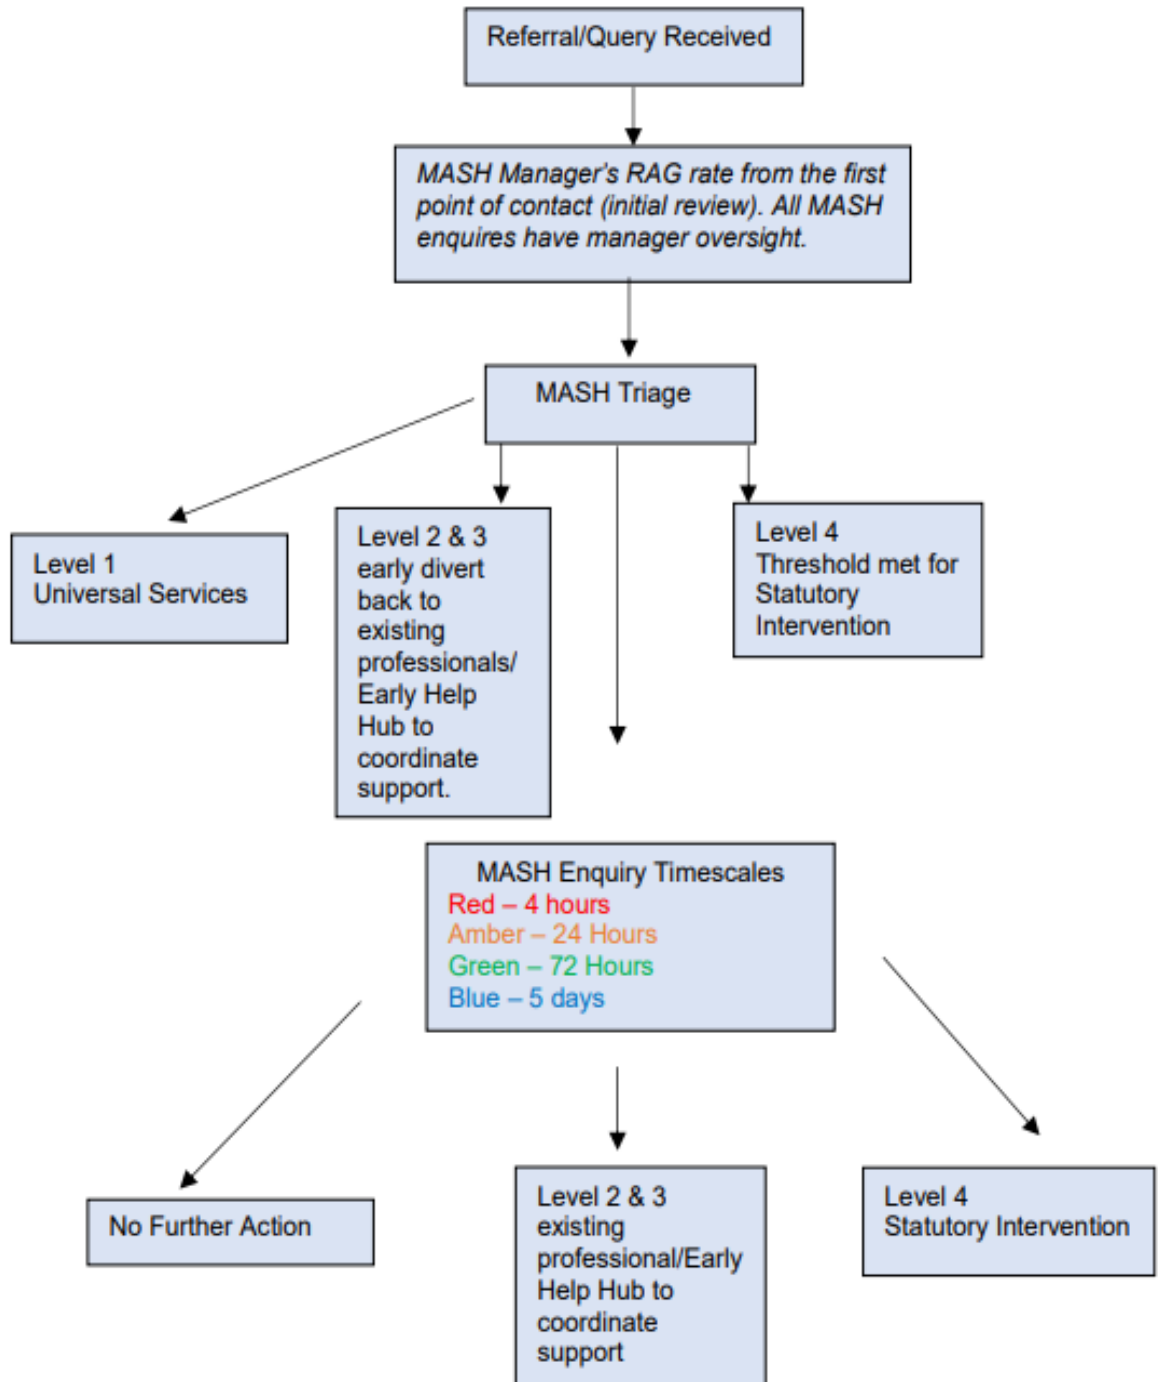 Referral/Query Received
MASH Manager's RAG rate from the first
point of contact (initial review). All MASH
enquires have manager oversight.
MASH Triage
Level 1
Universal Services
Level 2 & 3
early divert
back to
existing
professionals/
Early Help
Hub to
coordinate
support.
Level 4
Threshold met for
Statutory
Intervention
MASH Enquiry Timescales
Red – 4 hours
Amber – 24 Hours
Green – 72 Hours
Blue – 5 days
No Further Action
Level 2 & 3
existing
professional/Early
Help Hub to
coordinate
support
Level 4
Statutory Intervention